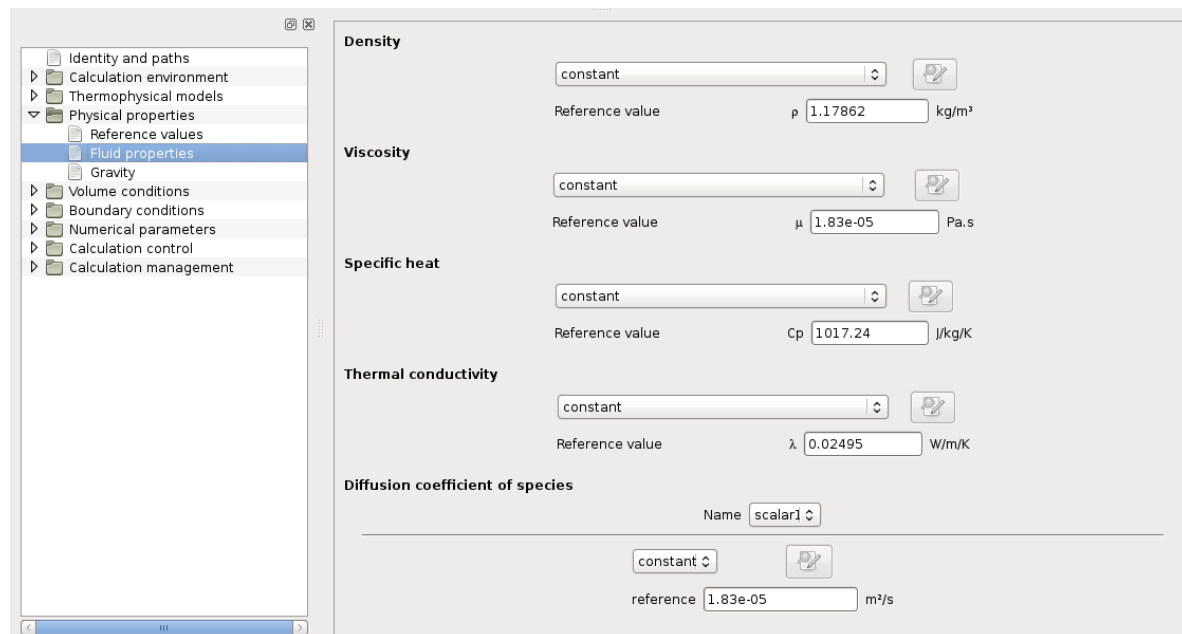 Identity and paths
Calculation environment
Thermophysical models
Physical properties
Reference values
Fluid properties
Gravity
Volume conditions
Boundary conditions
Numerical parameters
Calculation control
Calculation management
Density
constant
Reference value ρ 1.17862 kg/m³
Viscosity
constant
Reference value μ 1.83e-05 Pa.s
Specific heat
constant
Reference value Cp 1017.24 J/kg/K
Thermal conductivity
constant
Reference value λ 0.02495 W/m/K
Diffusion coefficient of species
Name scalar1
constant
reference 1.83e-05 m²/s